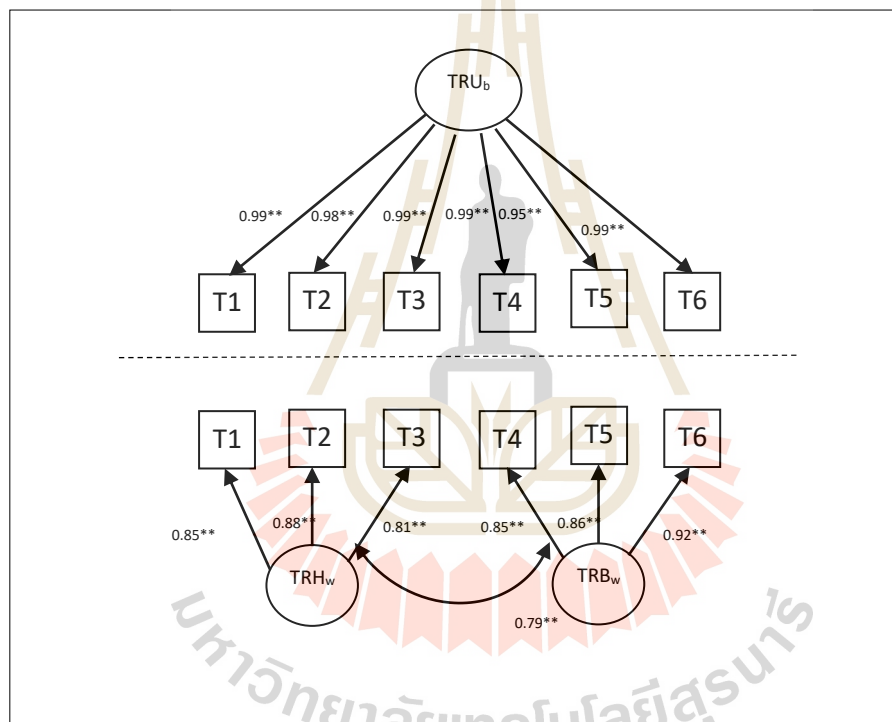 TRUb
0.99** 0.98** 0.99** 0.99** 0.95** 0.99**
T1 T2 T3 T4 T5 T6
T1 T2 T3 T4 T5 T6
0.85** 0.88** 0.81** 0.85** 0.86** 0.92**
TRHw TRBw
0.79**
มหาวิทยาลัยเทคโนโลยีสุรนารี